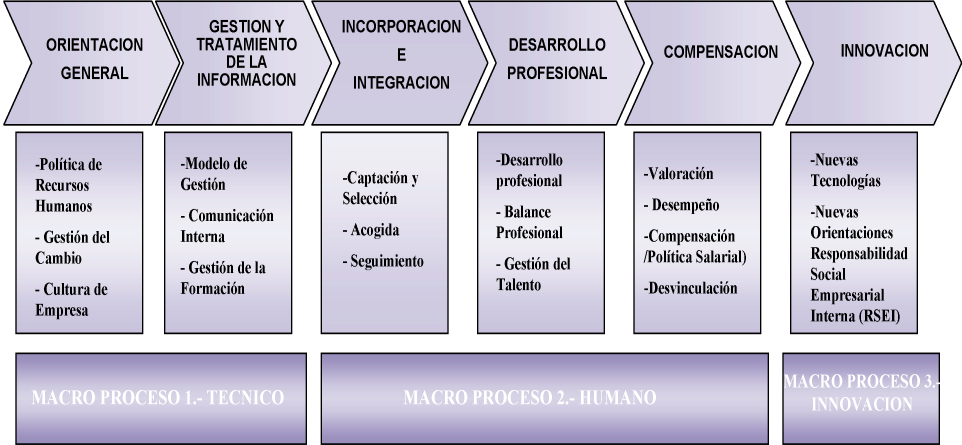 ORIENTACION
GENERAL
GESTION Y
TRATAMIENTO
DE LA
INFORMACION
INCORPORACION
E
INTEGRACION
DESARROLLO
PROFESIONAL
COMPENSACION
INNOVACION
-Política de
Recursos
Humanos
- Gestión del
Cambio
- Cultura de
Empresa
-Modelo de
Gestión
- Comunicación
Interna
- Gestión de la
Formación
-Captación y
Selección
- Acogida
- Seguimiento
-Desarrollo
profesional
- Balance
Profesional
- Gestión del
Talento
-Valoración
- Desempeño
-Compensación
/Política Salarial)
-Desvinculación
-Nuevas
Tecnologías
-Nuevas
Orientaciones
Responsabilidad
Social
Empresarial
Interna (RSEI)
MACRO PROCESO 1.- TECNICO
MACRO PROCESO 2.- HUMANO
MACRO PROCESO 3.-
INNOVACION